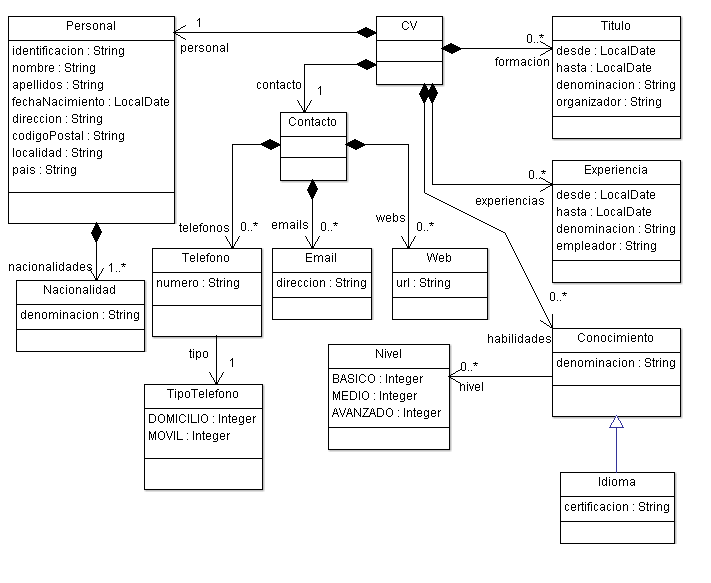 Personal
identificacion : String
nombre : String
apellidos : String
fechaNacimiento : LocalDate
direccion : String
codigoPostal : String
localidad : String
pais : String
1
personal
CV
0..*
formacion
Titulo
desde : LocalDate
hasta : LocalDate
denominacion : String
organizador : String
contacto
1
Contacto
0..*
experiencias
Experiencia
desde : LocalDate
hasta : LocalDate
denominacion : String
empleador : String
nacionalidades
1..*
Nacionalidad
denominacion : String
telefonos
0..*
Telefono
numero : String
emails
0..*
Email
direccion : String
webs
0..*
Web
url : String
tipo
1
TipoTelefono
DOMICILIO : Integer
MOVIL : Integer
0..*
habilidades
Conocimiento
denominacion : String
0..*
nivel
Nivel
BASICO : Integer
MEDIO : Integer
AVANZADO : Integer
Idioma
certificacion : String